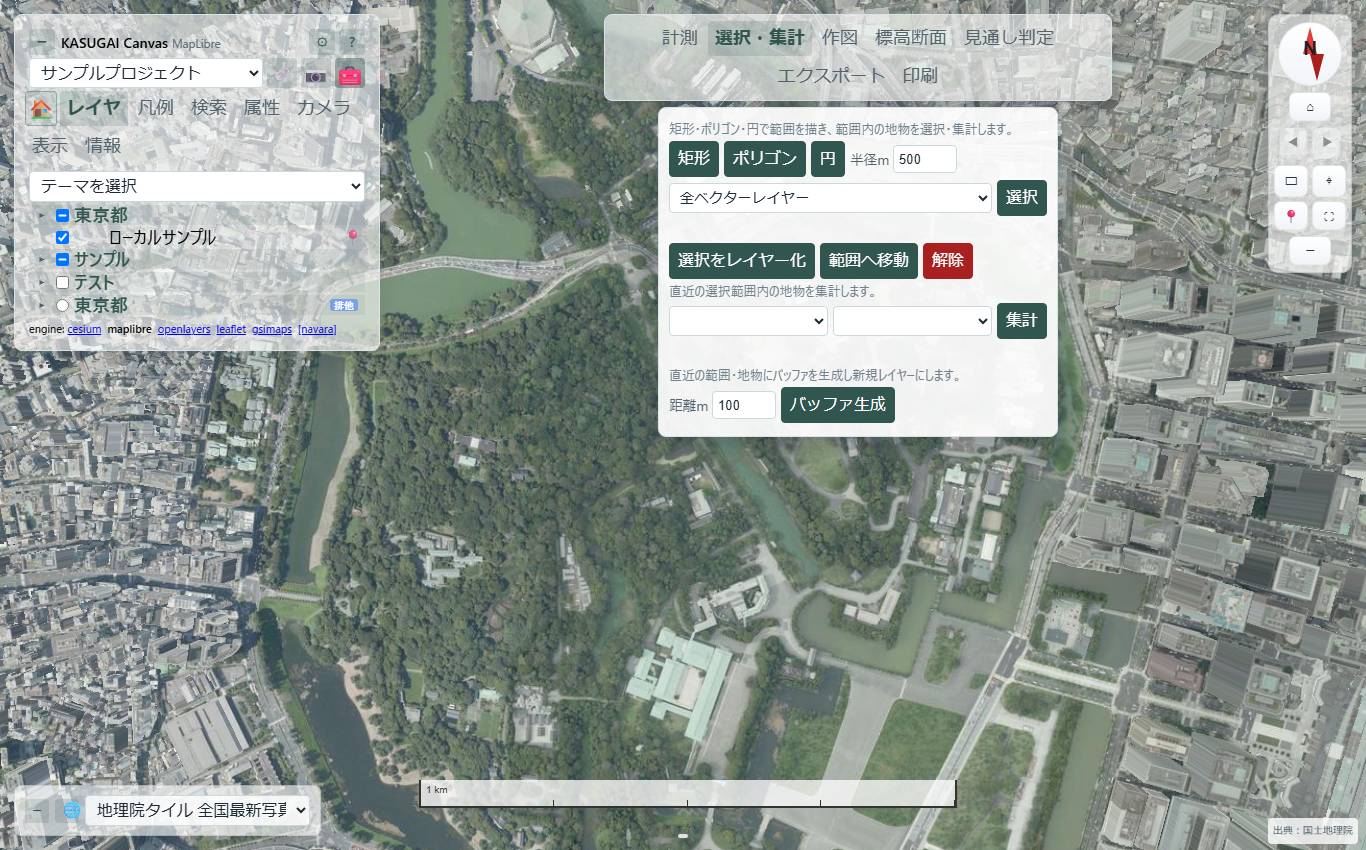 − KASUGAI Canvas MapLibre ?
サンプルプロジェクト
レイヤ 凡例 検索 属性 カメラ
表示 情報
テーマを選択
東京都
ローカルサンプル
サンプル
テスト
東京都 排他
engine: cesium maplibre openlayers leaflet gsimaps [navara]
計測 選択・集計 作図 標高断面 見通し判定
エクスポート 印刷
矩形・ポリゴン・円で範囲を描き、範囲内の地物を選択・集計します。
矩形 ポリゴン 円 半径m 500
全ベクターレイヤー 選択
選択をレイヤー化 範囲へ移動 解除
直近の選択範囲内の地物を集計します。
集計
直近の範囲・地物にバッファを生成し新規レイヤーにします。
距離m 100 バッファ生成
N
− 地理院タイル 全国最新写真
1 km
出典：国土地理院